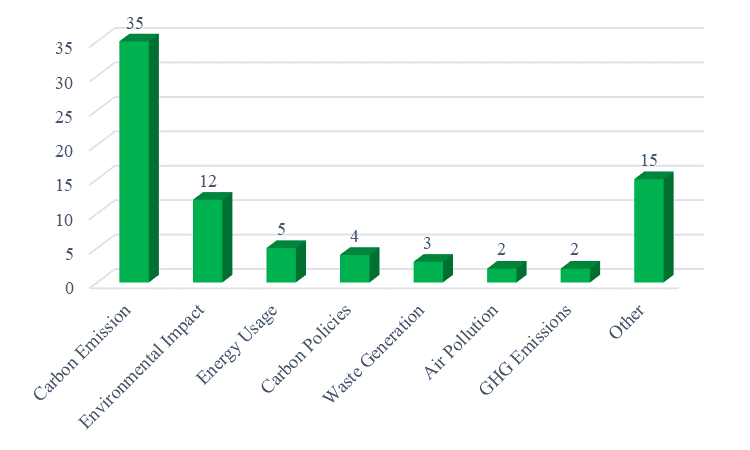 35
30
25
20
15
10
5
0
35
12
5
4
3
2
2
15
Carbon Emission
Environmental Impact
Energy Usage
Carbon Policies
Waste Generation
Air Pollution
GHG Emissions
Other